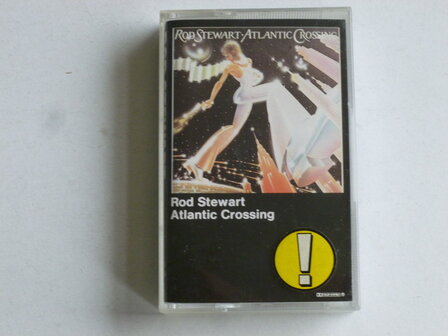 ROD STEWART·ATLANTIC CROSSING
Rod Stewart
Atlantic Crossing
!